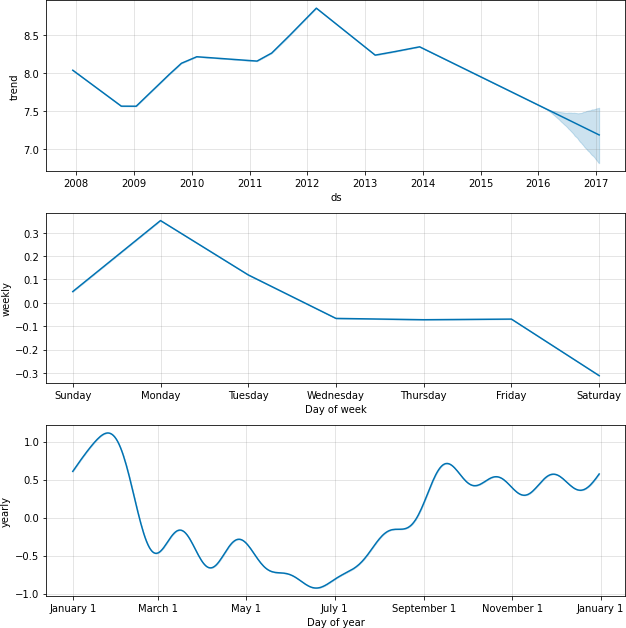 8.5
8.0
7.5
7.0
trend
2008 2009 2010 2011 2012 2013 2014 2015 2016 2017
ds
0.3
0.2
0.1
0.0
−0.1
−0.2
−0.3
weekly
Sunday Monday Tuesday Wednesday Thursday Friday Saturday
Day of week
1.0
0.5
0.0
−0.5
−1.0
yearly
January 1 March 1 May 1 July 1 September 1 November 1 January 1
Day of year